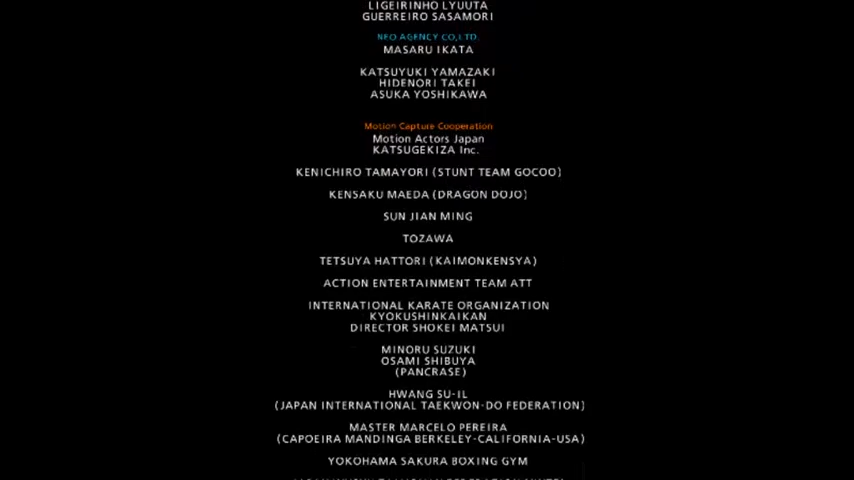 LIGEIRINHO LYUUTA
GUERREIRO SASAMORI
NEO AGENCY CO,LTD.
MASARU IKATA
KATSUYUKI YAMAZAKI
HIDENORI TAKEI
ASUKA YOSHIKAWA
Motion Capture Cooperation
Motion Actors Japan
KATSUGEKIZA Inc.
KENICHIRO TAMAYORI (STUNT TEAM GOCOO)
KENSAKU MAEDA (DRAGON DOJO)
SUN JIAN MING
TOZAWA
TETSUYA HATTORI (KAIMONKENSYA)
ACTION ENTERTAINMENT TEAM ATT
INTERNATIONAL KARATE ORGANIZATION
KYOKUSHINKAIKAN
DIRECTOR SHOKEI MATSUI
MINORU SUZUKI
OSAMI SHIBUYA
(PANCRASE)
HWANG SU-IL
(JAPAN INTERNATIONAL TAEKWON-DO FEDERATION)
MASTER MARCELO PEREIRA
(CAPOEIRA MANDINGA BERKELEY-CALIFORNIA-USA)
YOKOHAMA SAKURA BOXING GYM